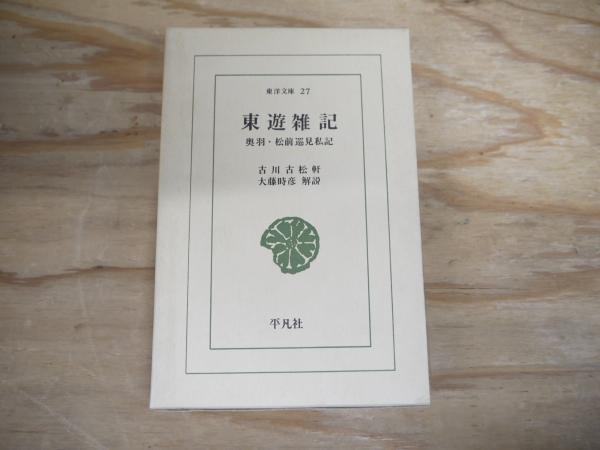 東洋文庫 27
東遊雑記
奥羽・松前巡見私記
古川古松軒
大藤時彦 解説
平凡社